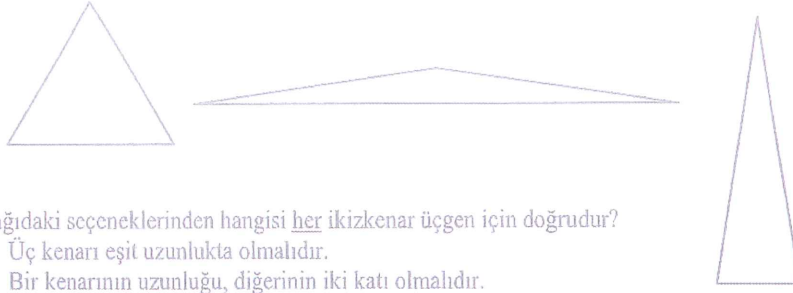 ğıdaki seçeneklerinden hangisi her ikizkenar üçgen için doğrudur?
Üç kenarı eşit uzunlukta olmalıdır.
Bir kenarının uzunluğu, diğerinin iki katı olmalıdır.